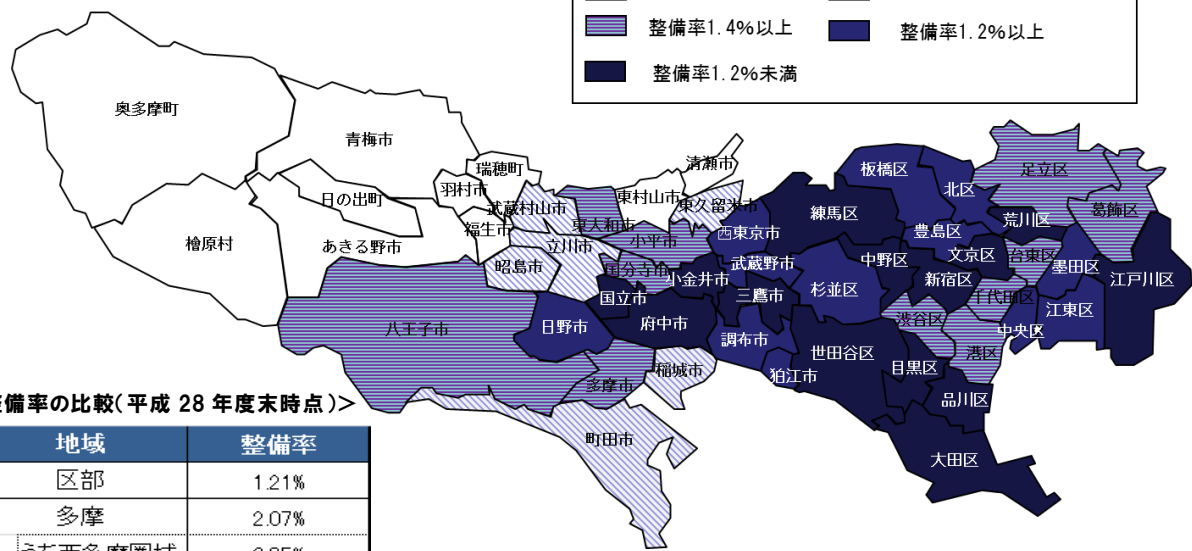 整備率1.4%以上
整備率1.2%以上
整備率1.2%未満
奥多摩町
青梅市
瑞穂町
清瀬市
羽村市
東村山市
日の出町
武蔵村山市
東久留米市
福生市
東大和市
檜原村
あきる野市
立川市
小平市
西東京市
昭島市
国分寺市
小金井市
武蔵野市
国立市
三鷹市
八王子市
日野市
府中市
調布市
稲城市
狛江市
多摩市
町田市
板橋区
足立区
北区
練馬区
葛飾区
荒川区
豊島区
文京区
台東区
中野区
墨田区
新宿区
江戸川区
杉並区
千代田区
江東区
渋谷区
中央区
世田谷区
港区
目黒区
品川区
大田区
備率の比較(平成 28 年度末時点)>
地域 整備率
区部 1.21%
多摩 2.07%